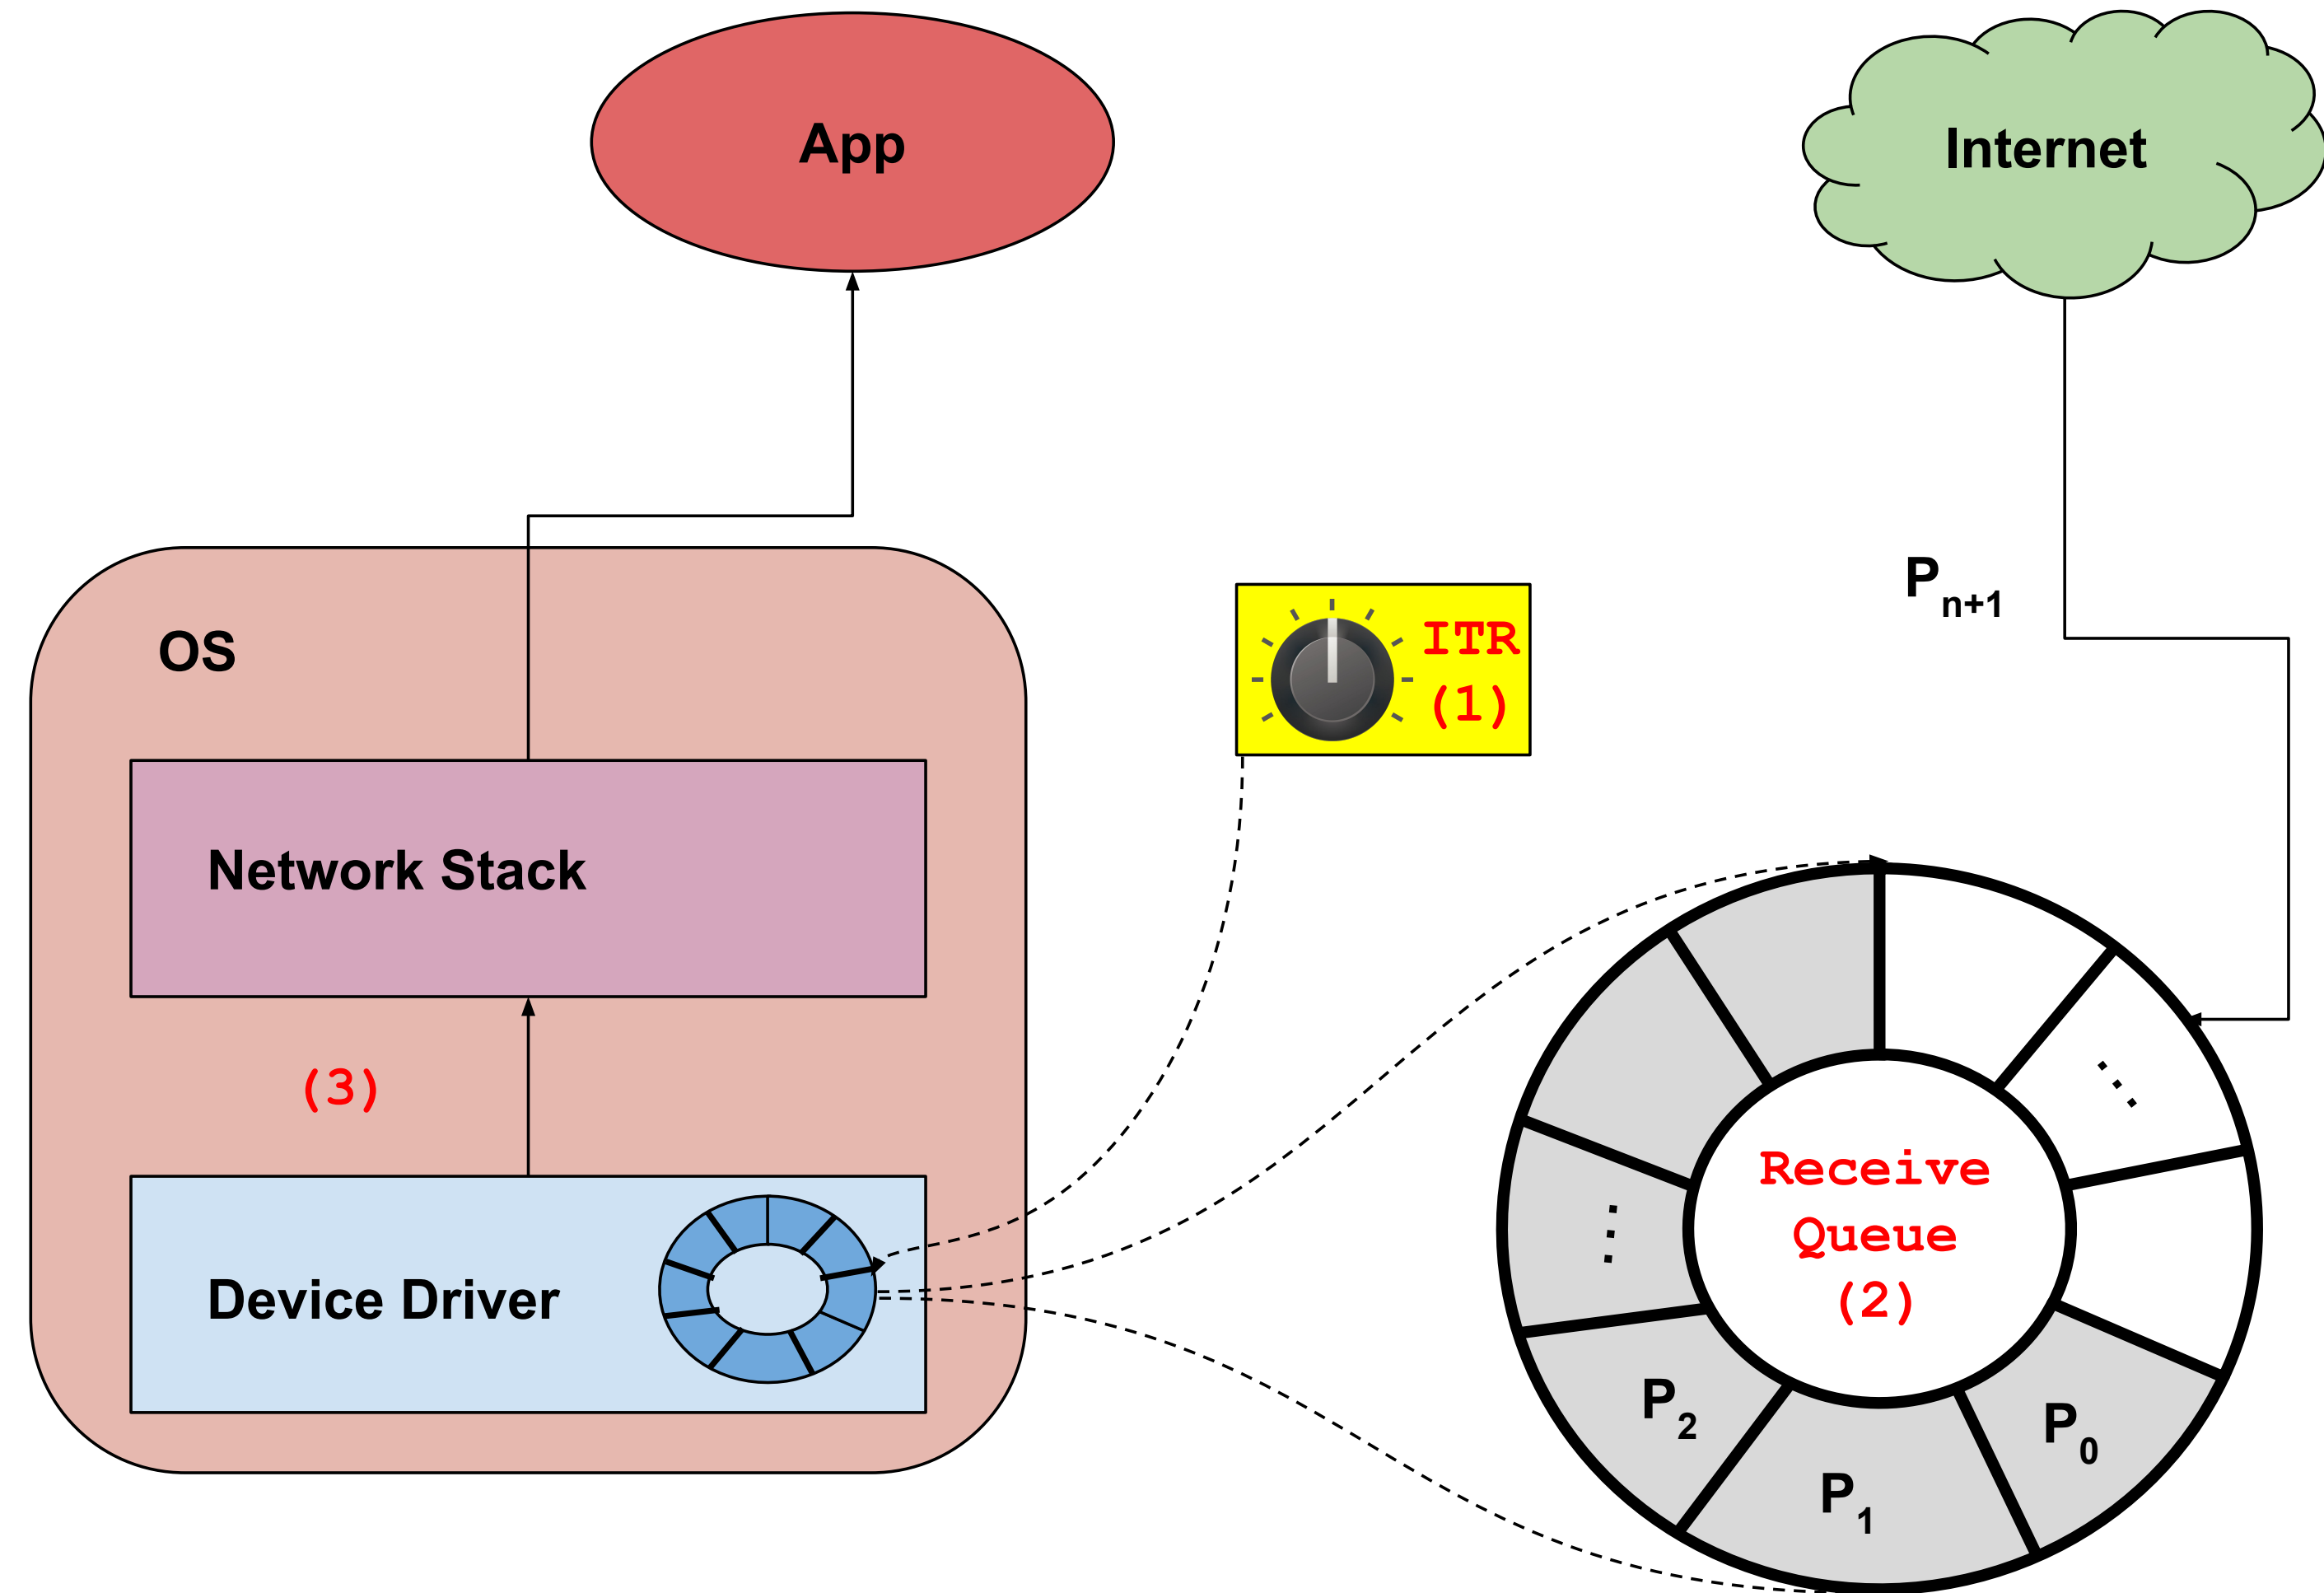 App
Internet
P n+1
OS
ITR
(1)
Network Stack
(3)
Device Driver
Receive
Queue
(2)
...
...
P 2
P 1
P 0